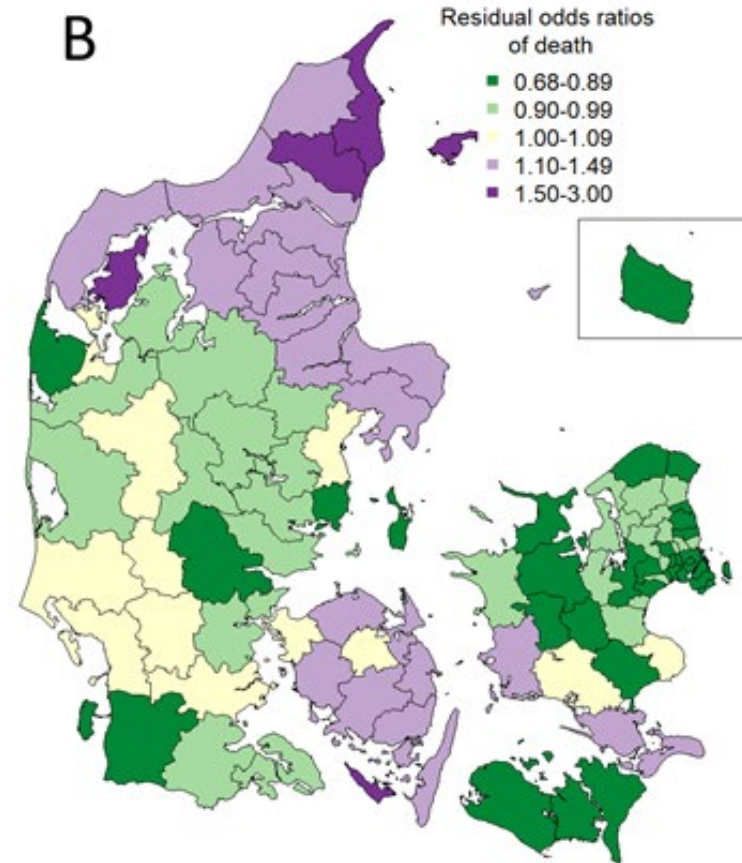 B
Residual odds ratios
of death
0.68-0.89
0.90-0.99
1.00-1.09
1.10-1.49
1.50-3.00